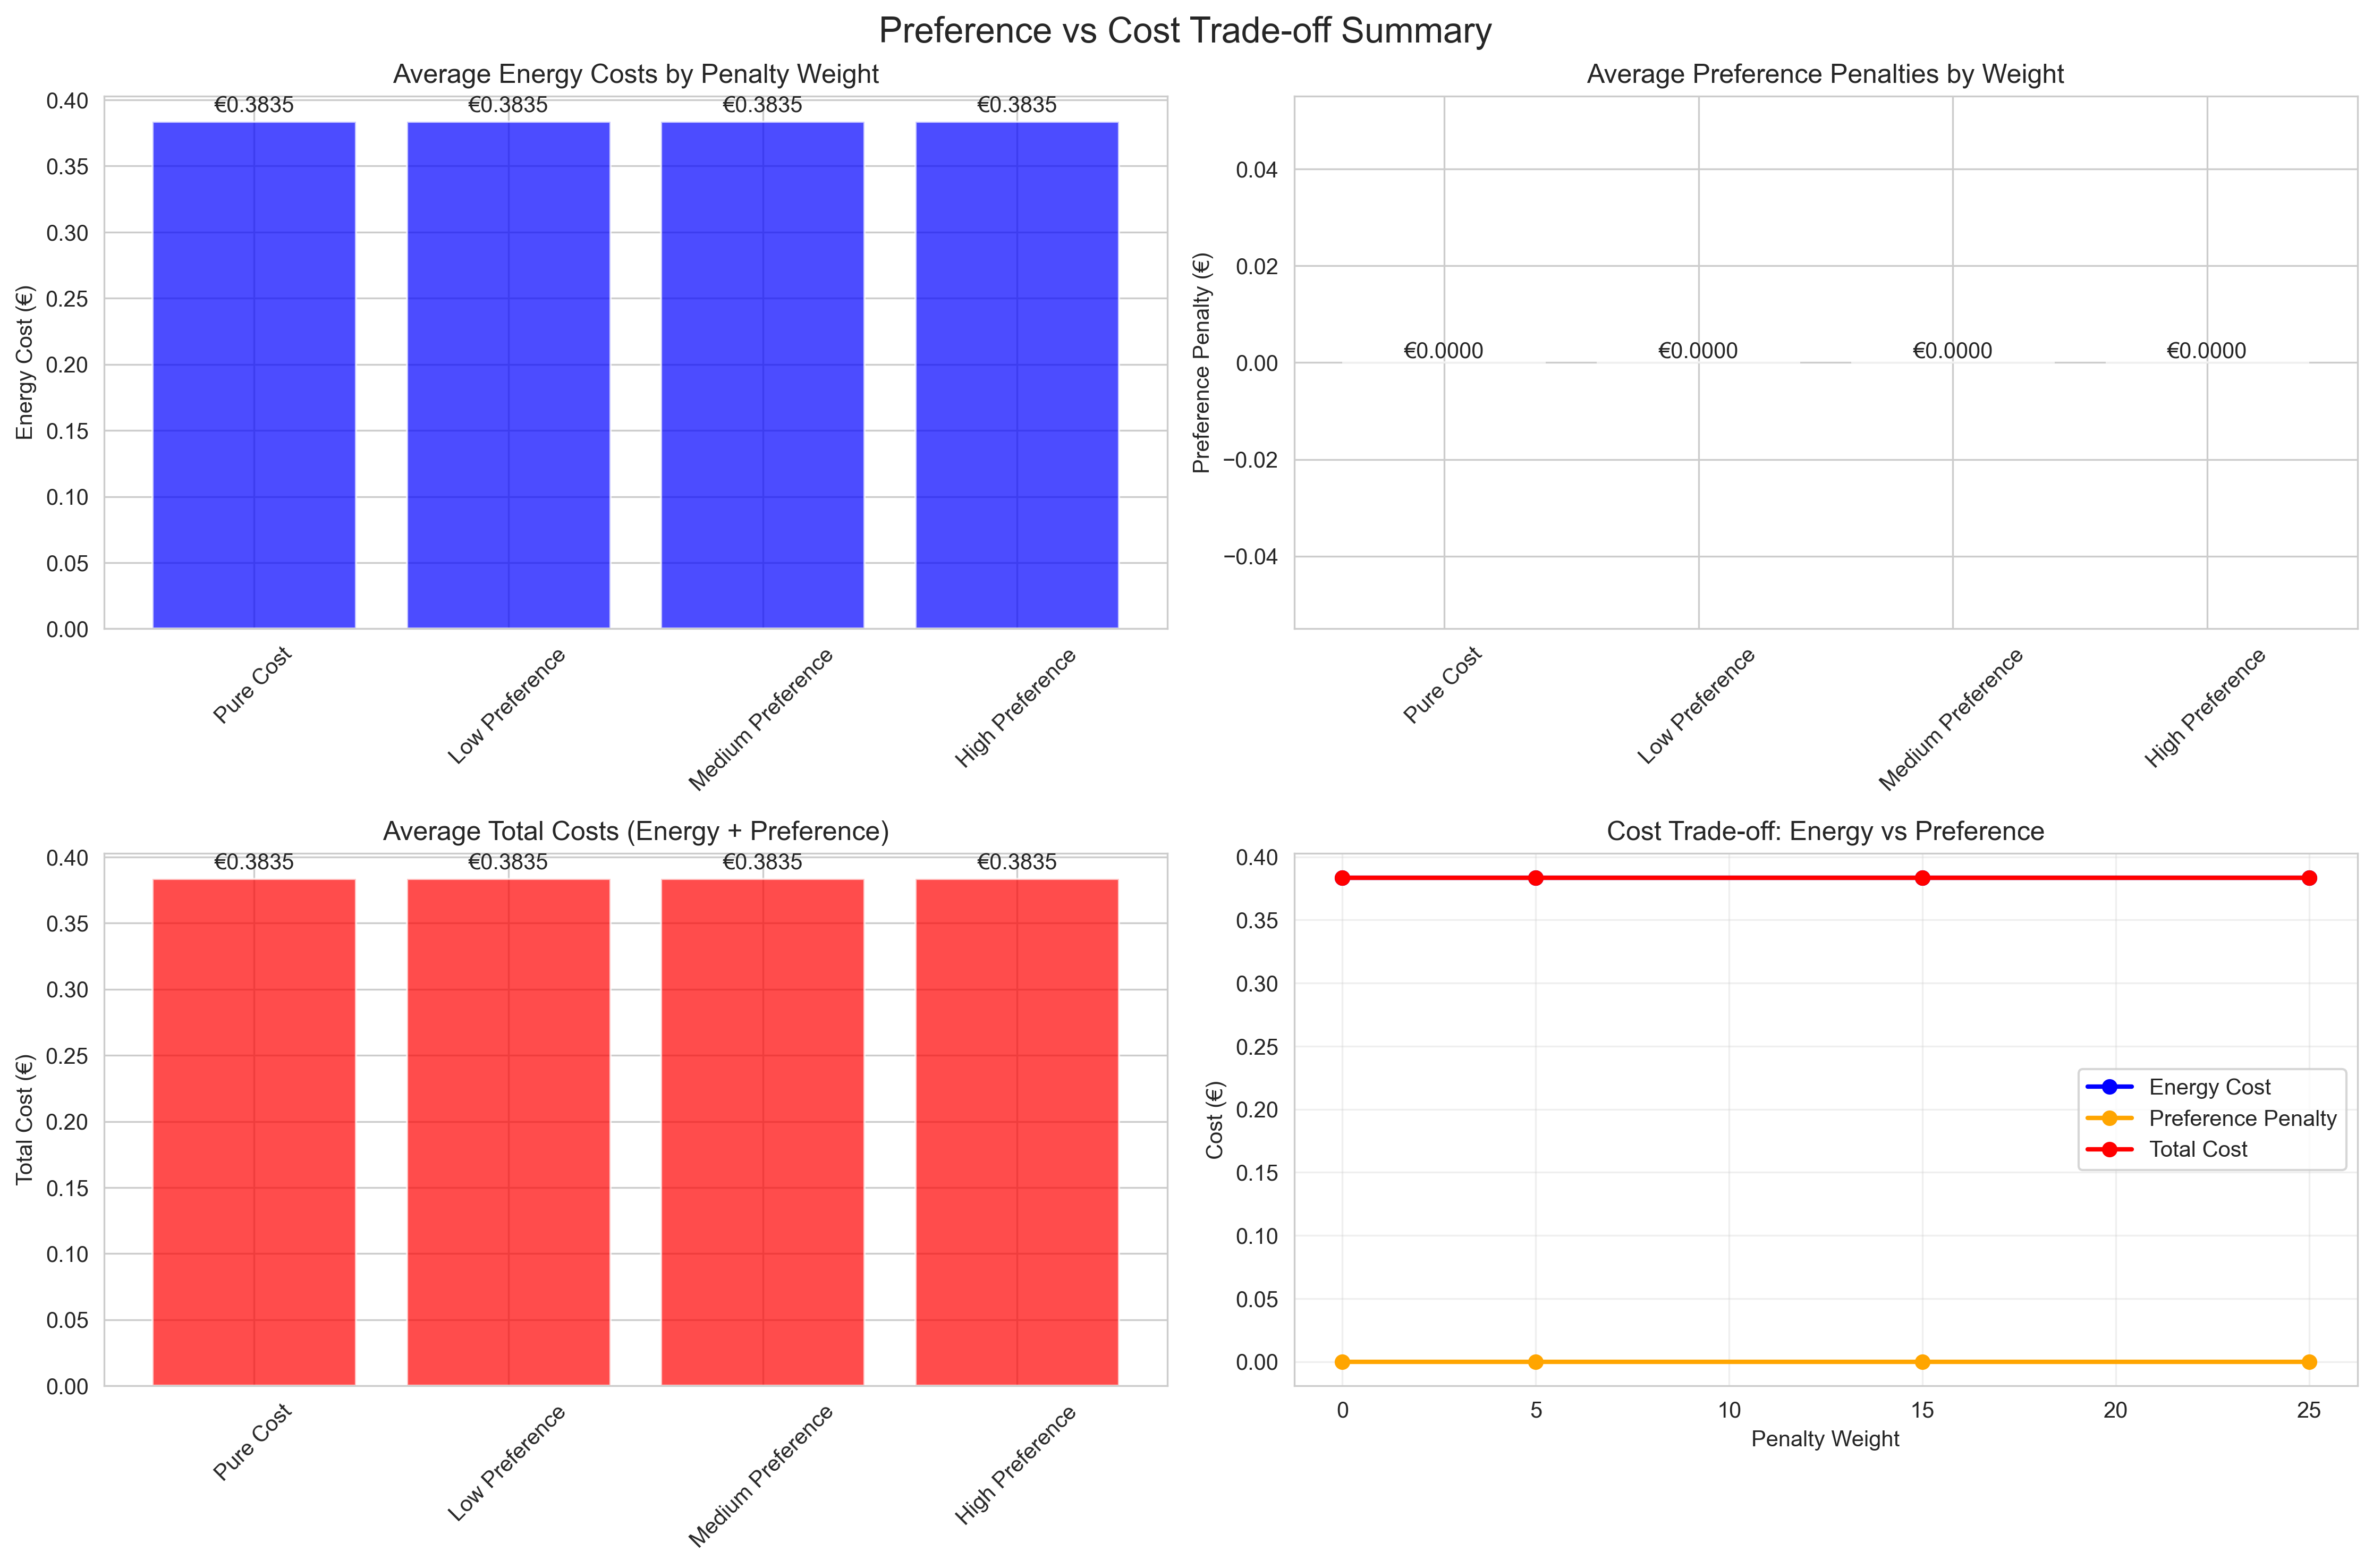 Preference vs Cost Trade-off Summary
Average Energy Costs by Penalty Weight
Energy Cost (€)
0.40
0.35
0.30
0.25
0.20
0.15
0.10
0.05
0.00
€0.3835 €0.3835 €0.3835 €0.3835
Pure Cost
Low Preference
Medium Preference
High Preference
Average Preference Penalties by Weight
Preference Penalty (€)
0.04
0.02
0.00
−0.02
−0.04
€0.0000 €0.0000 €0.0000 €0.0000
Pure Cost
Low Preference
Medium Preference
High Preference
Average Total Costs (Energy + Preference)
Total Cost (€)
0.40
0.35
0.30
0.25
0.20
0.15
0.10
0.05
0.00
€0.3835 €0.3835 €0.3835 €0.3835
Pure Cost
Low Preference
Medium Preference
High Preference
Cost Trade-off: Energy vs Preference
Cost (€)
0.40
0.35
0.30
0.25
0.20
0.15
0.10
0.05
0.00
Energy Cost
Preference Penalty
Total Cost
0 5 10 15 20 25
Penalty Weight